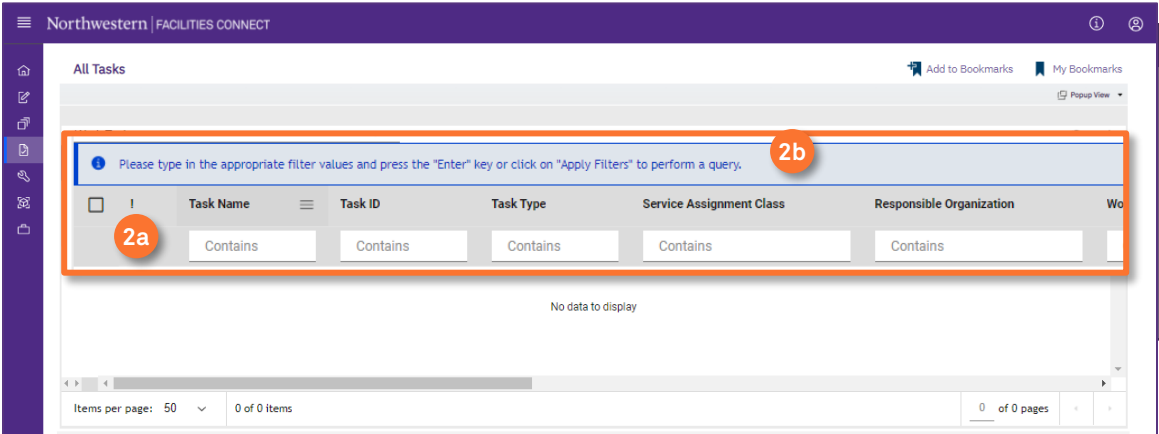 Northwestern | FACILITIES CONNECT
All Tasks
Add to Bookmarks
My Bookmarks
Popup View
2b
Please type in the appropriate filter values and press the "Enter" key or click on "Apply Filters" to perform a query.
! Task Name Task ID Task Type Service Assignment Class Responsible Organization Wo
2a
Contains Contains Contains Contains Contains
No data to display
Items per page: 50 0 of 0 items 0 of 0 pages